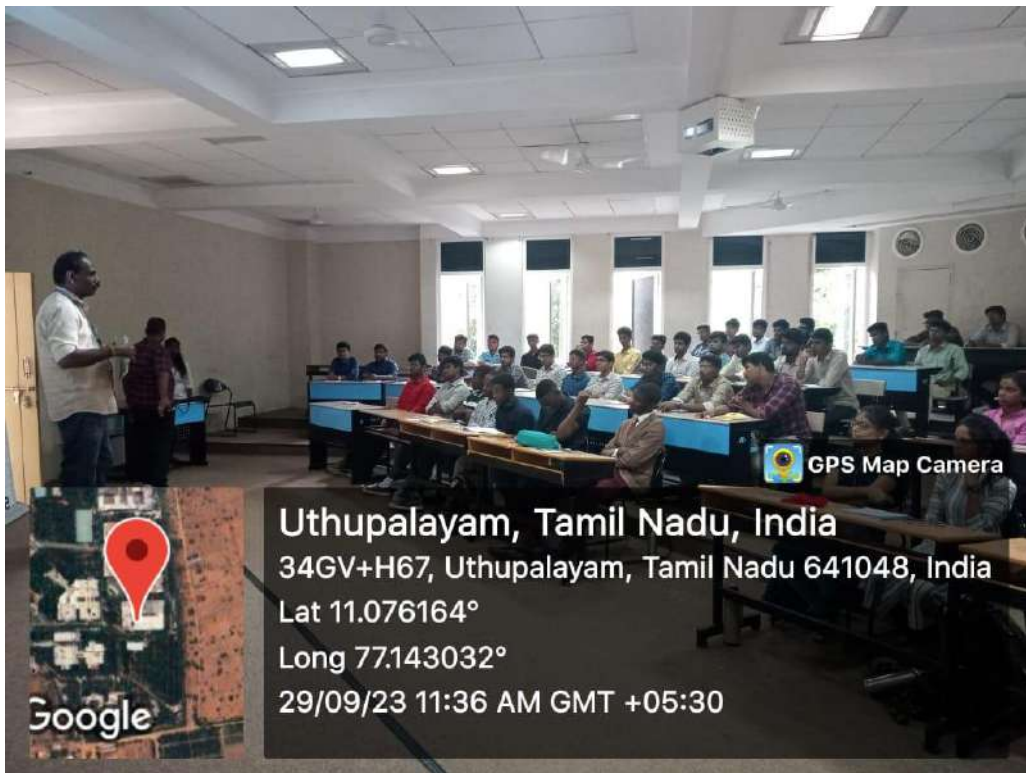 GPS Map Camera
Uthupalayam, Tamil Nadu, India
34GV+H67, Uthupalayam, Tamil Nadu 641048, India
Lat 11.076164°
Long 77.143032°
29/09/23 11:36 AM GMT +05:30
Google